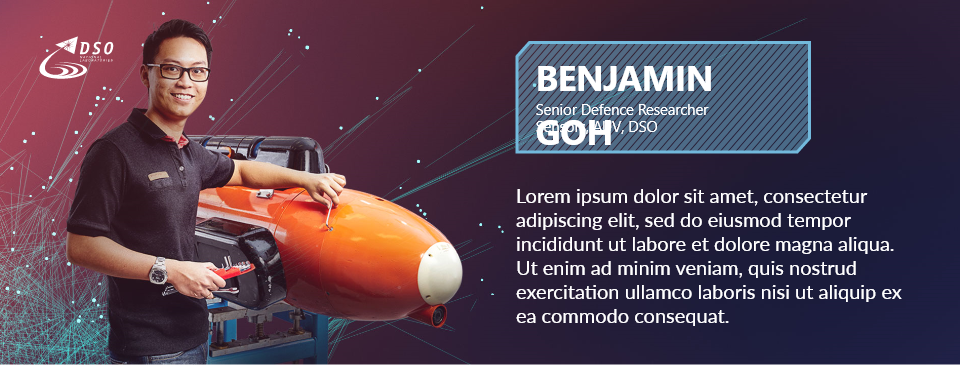 DSO
NATIONAL
LABORATORIES
BENJAMIN
Senior Defence Researcher
GOH
DSO
Lorem ipsum dolor sit amet, consectetur
adipiscing elit, sed do eiusmod tempor
incididunt ut labore et dolore magna aliqua.
Ut enim ad minim veniam, quis nostrud
exercitation ullamco laboris nisi ut aliquip ex
ea commodo consequat.